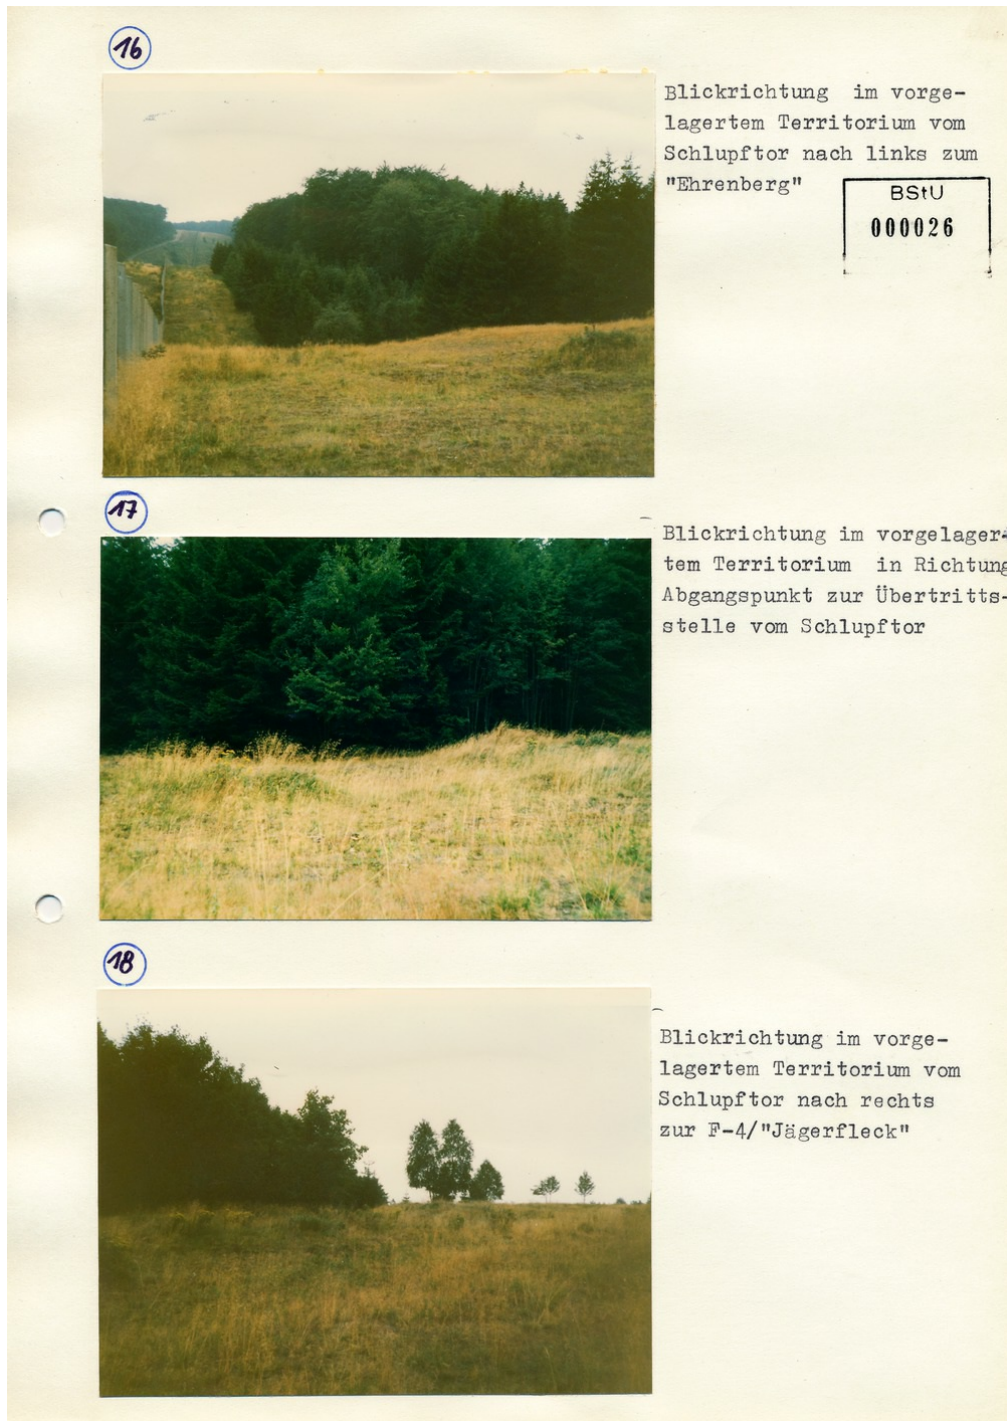 16
Blickrichtung im vorge-
lagertem Territorium vom
Schlupftor nach links zum
"Ehrenberg"
BStU
000026
17
Blickrichtung im vorgelager-
tem Territorium in Richtung
Abgangspunkt zur Übertritts-
stelle vom Schlupftor
18
Blickrichtung im vorge-
lagertem Territorium vom
Schlupftor nach rechts
zur F-4/"Jägerfleck"